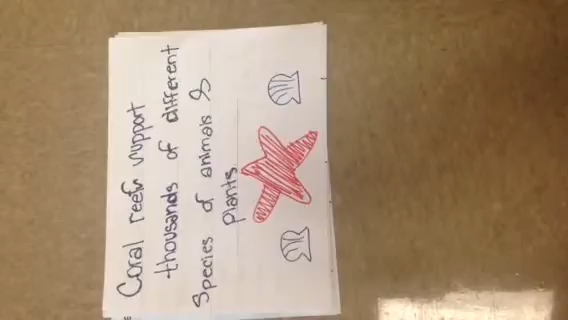 Coral reefs support
thousands of different
Species of animals &
Plants